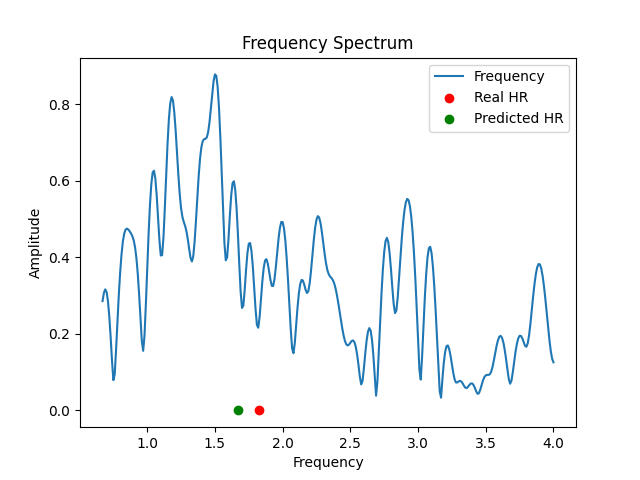 Frequency Spectrum
Frequency
Real HR
Predicted HR
Amplitude
0.8
0.6
0.4
0.2
0.0
1.0 1.5 2.0 2.5 3.0 3.5 4.0
Frequency